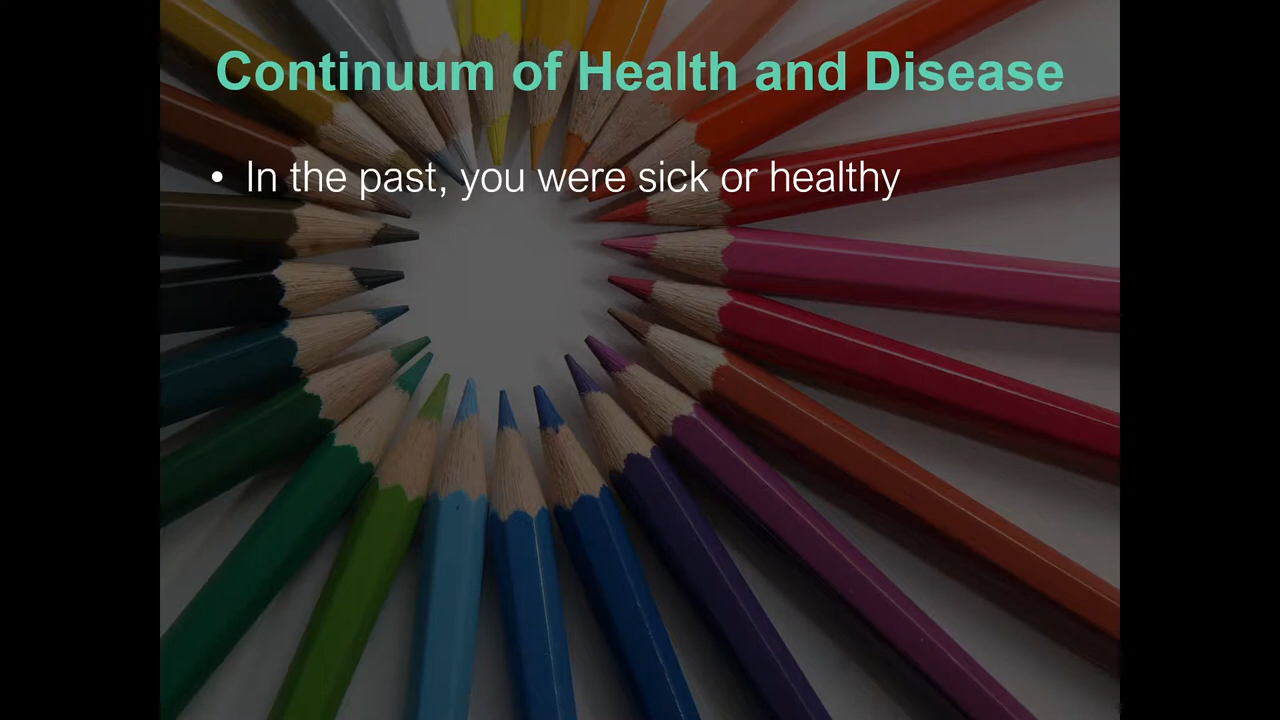 Continuum of Health and Disease
• In the past, you were sick or healthy